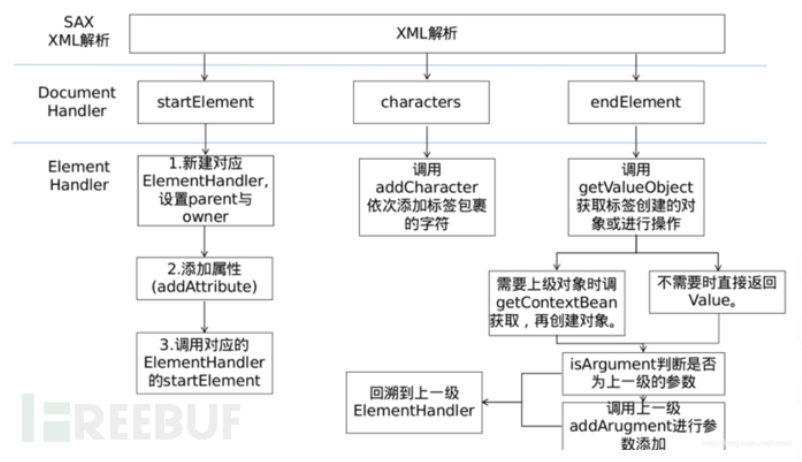 SAX
XML解析
XML解析
Document
Handler
startElement
characters
endElement
Element
Handler
1.新建对应
ElementHandler,
设置parent与
owner
调用
addCharacter
依次添加标签包裹
的字符
调用
getValueObject
获取标签创建的对
象或进行操作
2.添加属性
(addAttribute)
需要上级对象时调
getContextBean
获取，再创建对象。
不需要时直接返回
Value。
3.调用对应的
ElementHandler
的startElement
isArgument判断是否
为上一级的参数
回溯到上一级
ElementHandler
调用上一级
addArugment进行参
数添加
FREEBUF